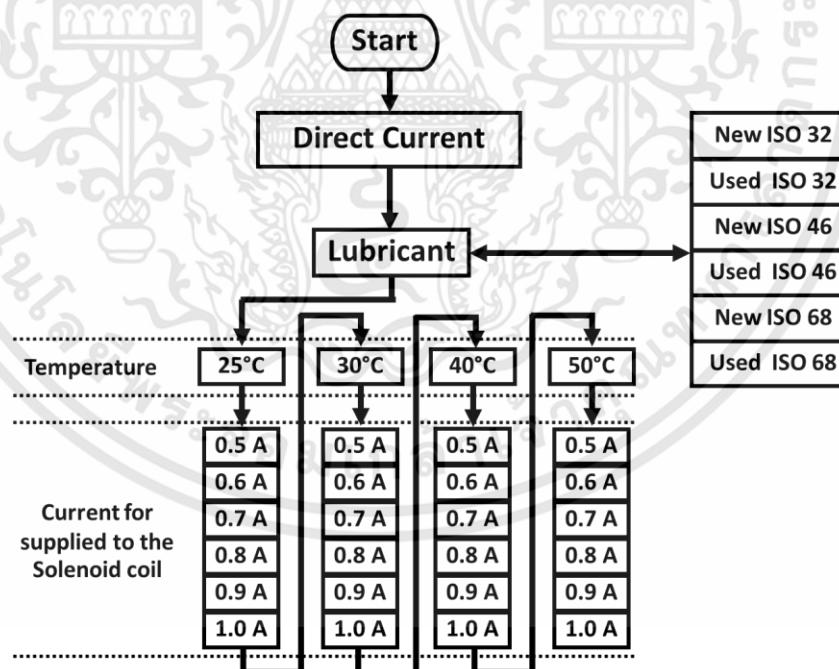 Start
Direct Current
Lubricant
New ISO 32
Used ISO 32
New ISO 46
Used ISO 46
New ISO 68
Used ISO 68
Temperature
25°C
30°C
40°C
50°C
Current for
supplied to the
Solenoid coil
0.5 A
0.6 A
0.7 A
0.8 A
0.9 A
1.0 A
0.5 A
0.6 A
0.7 A
0.8 A
0.9 A
1.0 A
0.5 A
0.6 A
0.7 A
0.8 A
0.9 A
1.0 A
0.5 A
0.6 A
0.7 A
0.8 A
0.9 A
1.0 A